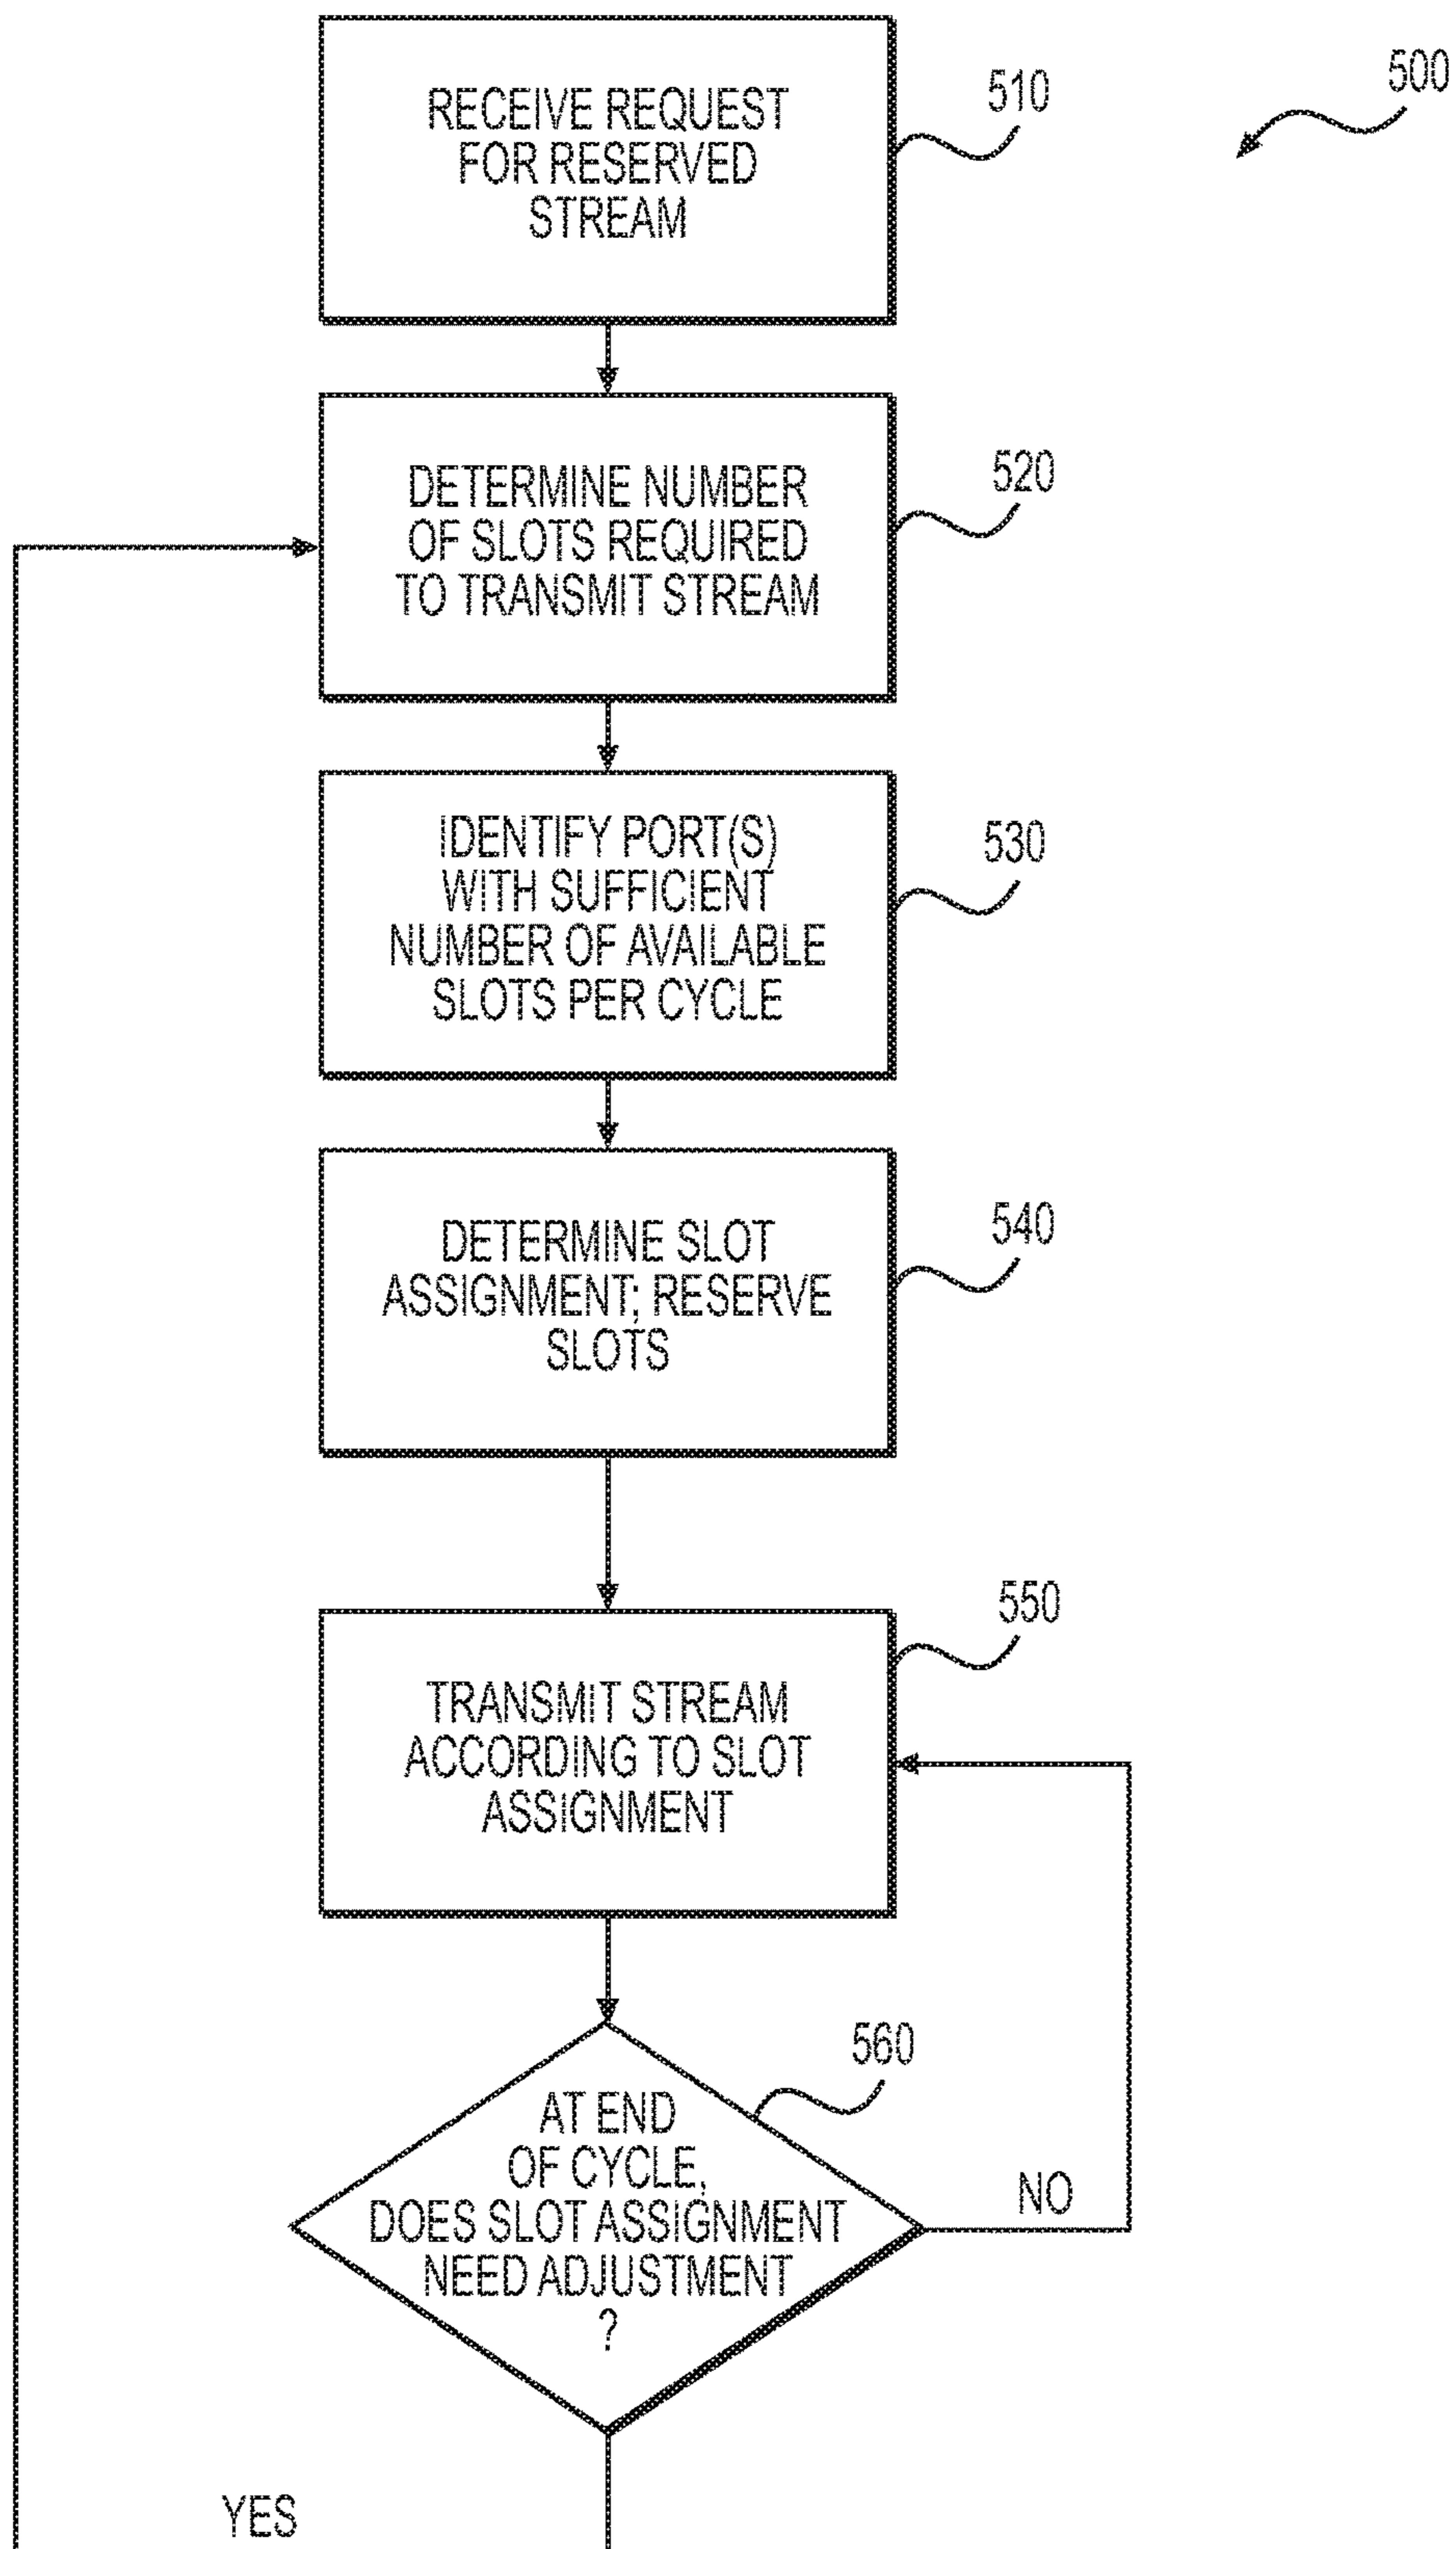 500
RECEIVE REQUEST
FOR RESERVED
STREAM
510
DETERMINE NUMBER
OF SLOTS REQUIRED
TO TRANSMIT STREAM
520
IDENTIFY PORT(S)
WITH SUFFICIENT
NUMBER OF AVAILABLE
SLOTS PER CYCLE
530
DETERMINE SLOT
ASSIGNMENT; RESERVE
SLOTS
540
TRANSMIT STREAM
ACCORDING TO SLOT
ASSIGNMENT
550
AT END
OF CYCLE,
DOES SLOT ASSIGNMENT
NEED ADJUSTMENT
?
560
NO
YES